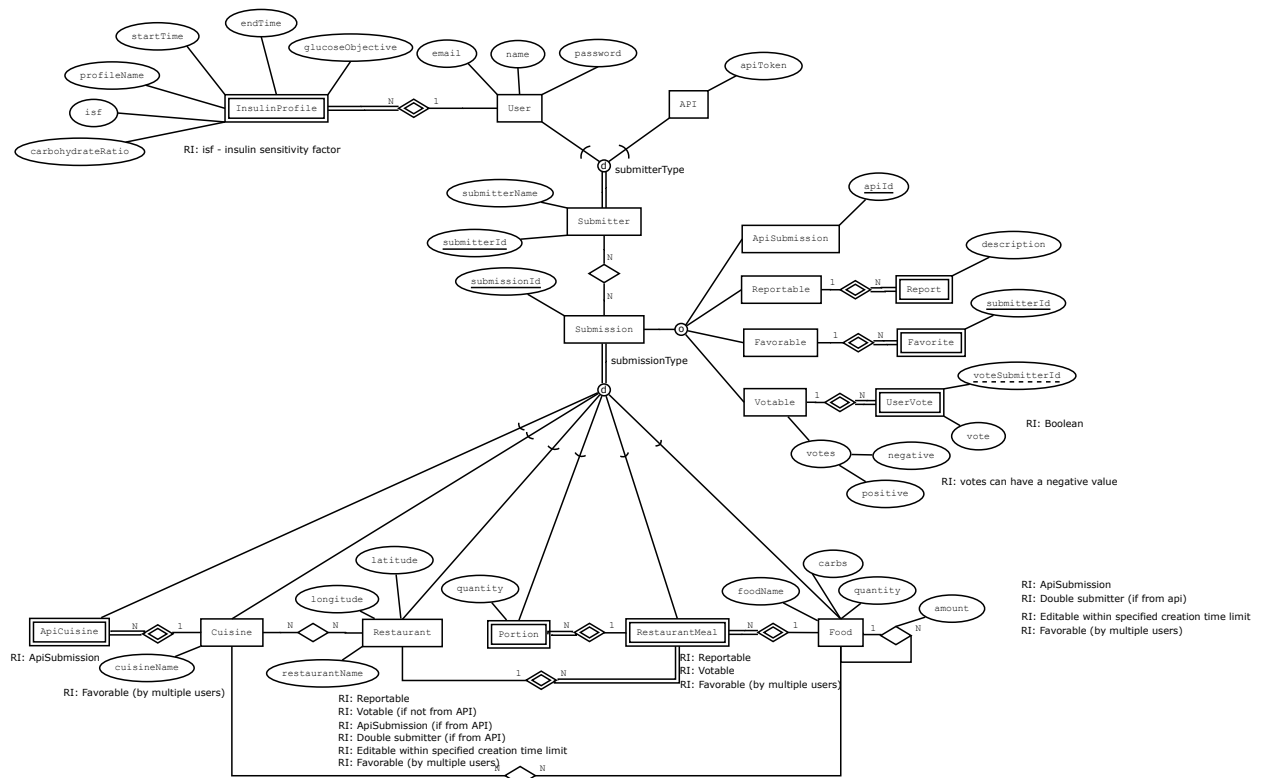 endTime
startTime
glucoseObjective
email
name
password
apiToken
profileName
InsulinProfile
N
1
User
API
isf
carbohydrateRatio
RI: isf - insulin sensitivity factor
d
submitterType
submitterName
Submitter
submitterId
apiId
ApiSubmission
description
N
submissionId
N
Reportable
1
N
Report
submitterId
Submission
o
Favorable
1
N
Favorite
submissionType
d
voteSubmitterId
Votable
1
N
UserVote
RI: Boolean
vote
votes
negative
positive
RI: votes can have a negative value
latitude
longitude
quantity
carbs
foodName
quantity
amount
RI: ApiSubmission
RI: Double submitter (if from api)
RI: Editable within specified creation time limit
RI: Favorable (by multiple users)
ApiCuisine
N
1
Cuisine
N
N
Restaurant
Portion
N
1
RestaurantMeal
N
1
Food
1
N
RI: ApiSubmission
cuisineName
restaurantName
1
N
RI: Reportable
RI: Votable
RI: Favorable (by multiple users)
RI: Favorable (by multiple users)
RI: Reportable
RI: Votable (if not from API)
RI: ApiSubmission (if from API)
RI: Double submitter (if from API)
RI: Editable within specified creation time limit
RI: Favorable (by multiple users)
N
N